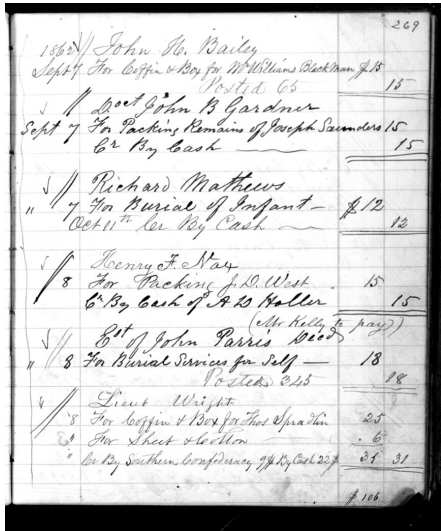 269
1862 // John H. Bailey
Sept 7 For Coffin & Box for Mr Williams Black Man $15
Posted 65 15
// Doct John B Gardner
Sept 7 For Packing Remains of Joseph Saunders 15
Cr By Cash — 15
// Richard Mathews
" 7 For Burial of Infant — $12
Oct 11th Cr By Cash — 12
// Henry F.
8 For Packing J. D. West 15
Cr By Cash of A D Holler 15
(Mr Kelly to pay)
// Est of John Parris Decd
" 8 For Burial Services for Self — 18
Posted 345 18
// Lieut Wright
8 For Coffin & Box for Thos Spradlin 25
" For Sheet & Cotton 6
" Cr By Southern Confederacy 9$ By Cash 22$ 31 31
$106